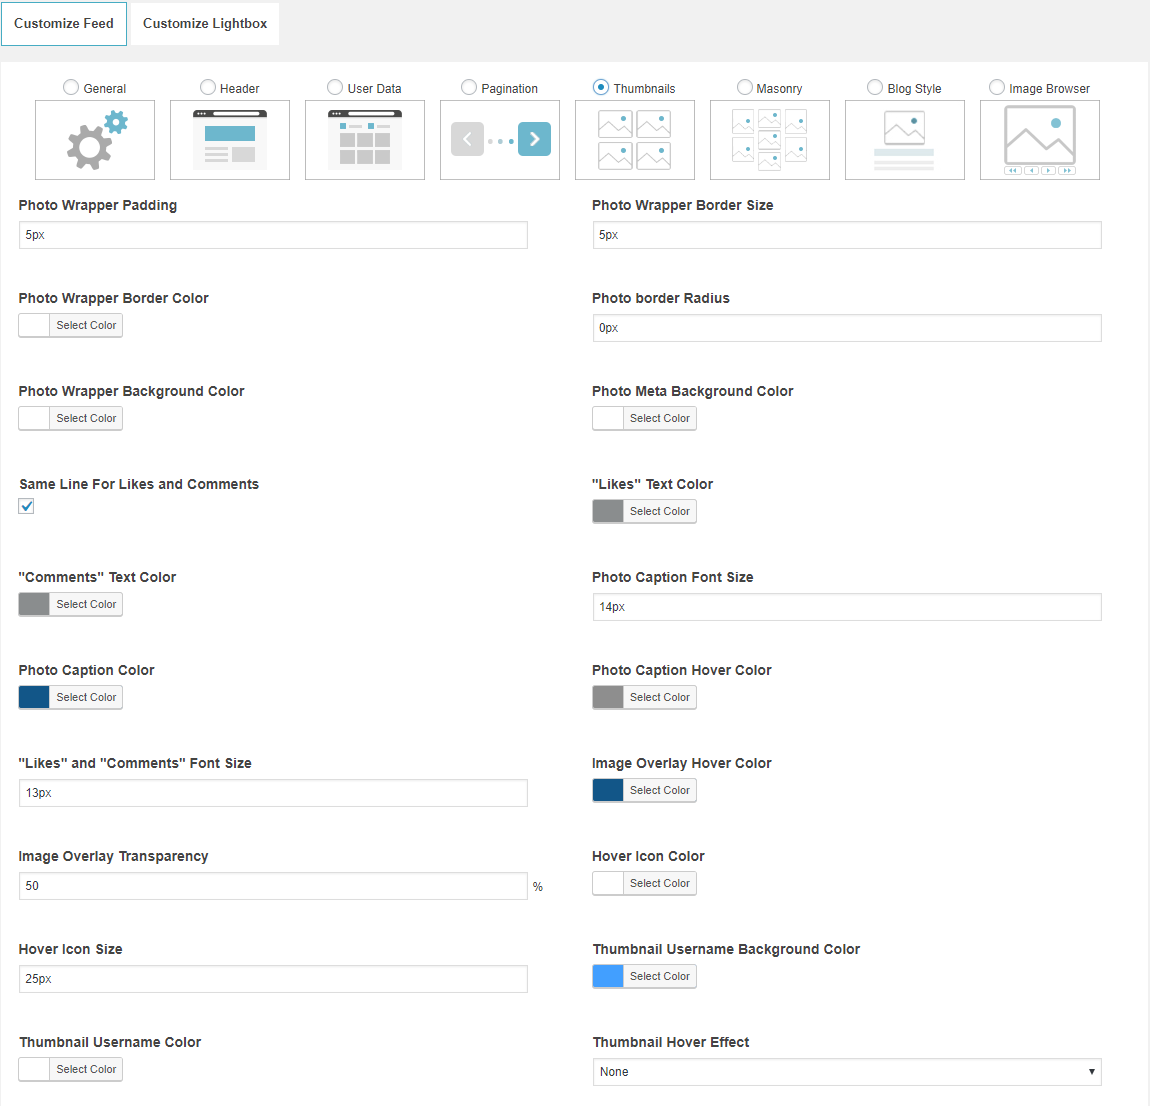 Customize Feed Customize Lightbox
General Header User Data Pagination Thumbnails Masonry Blog Style Image Browser
Photo Wrapper Padding Photo Wrapper Border Size
5px 5px
Photo Wrapper Border Color Photo border Radius
Select Color 0px
Photo Wrapper Background Color Photo Meta Background Color
Select Color Select Color
Same Line For Likes and Comments "Likes" Text Color
Select Color
"Comments" Text Color Photo Caption Font Size
Select Color 14px
Photo Caption Color Photo Caption Hover Color
Select Color Select Color
"Likes" and "Comments" Font Size Image Overlay Hover Color
13px Select Color
Image Overlay Transparency Hover Icon Color
50 % Select Color
Hover Icon Size Thumbnail Username Background Color
25px Select Color
Thumbnail Username Color Thumbnail Hover Effect
Select Color None